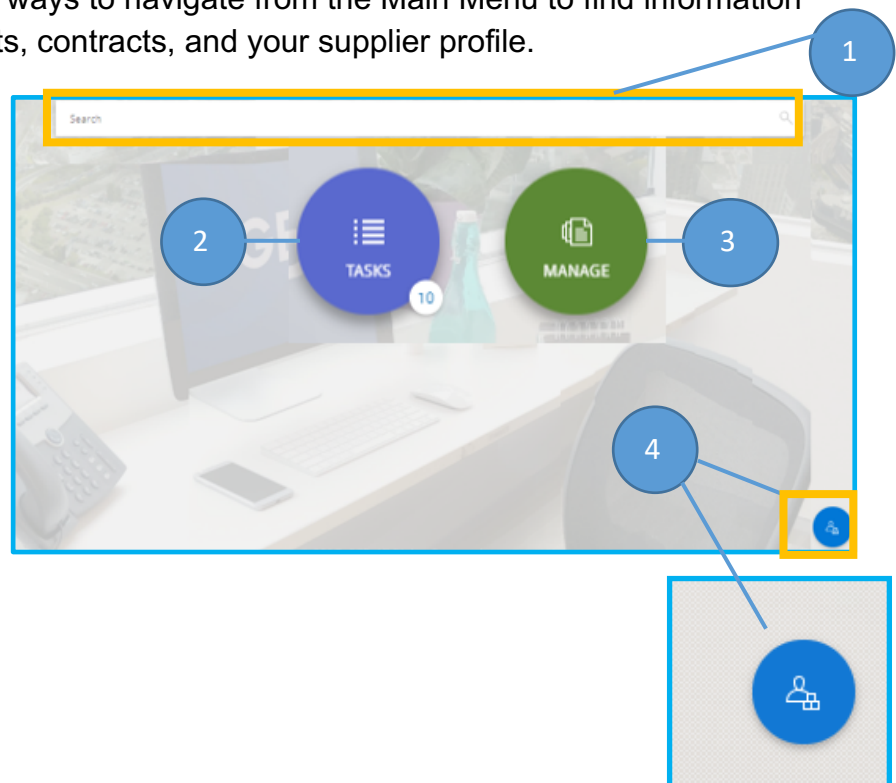 ways to navigate from the Main Menu to find information
ts, contracts, and your supplier profile.
1
Search
2
TASKS
10
MANAGE
3
4